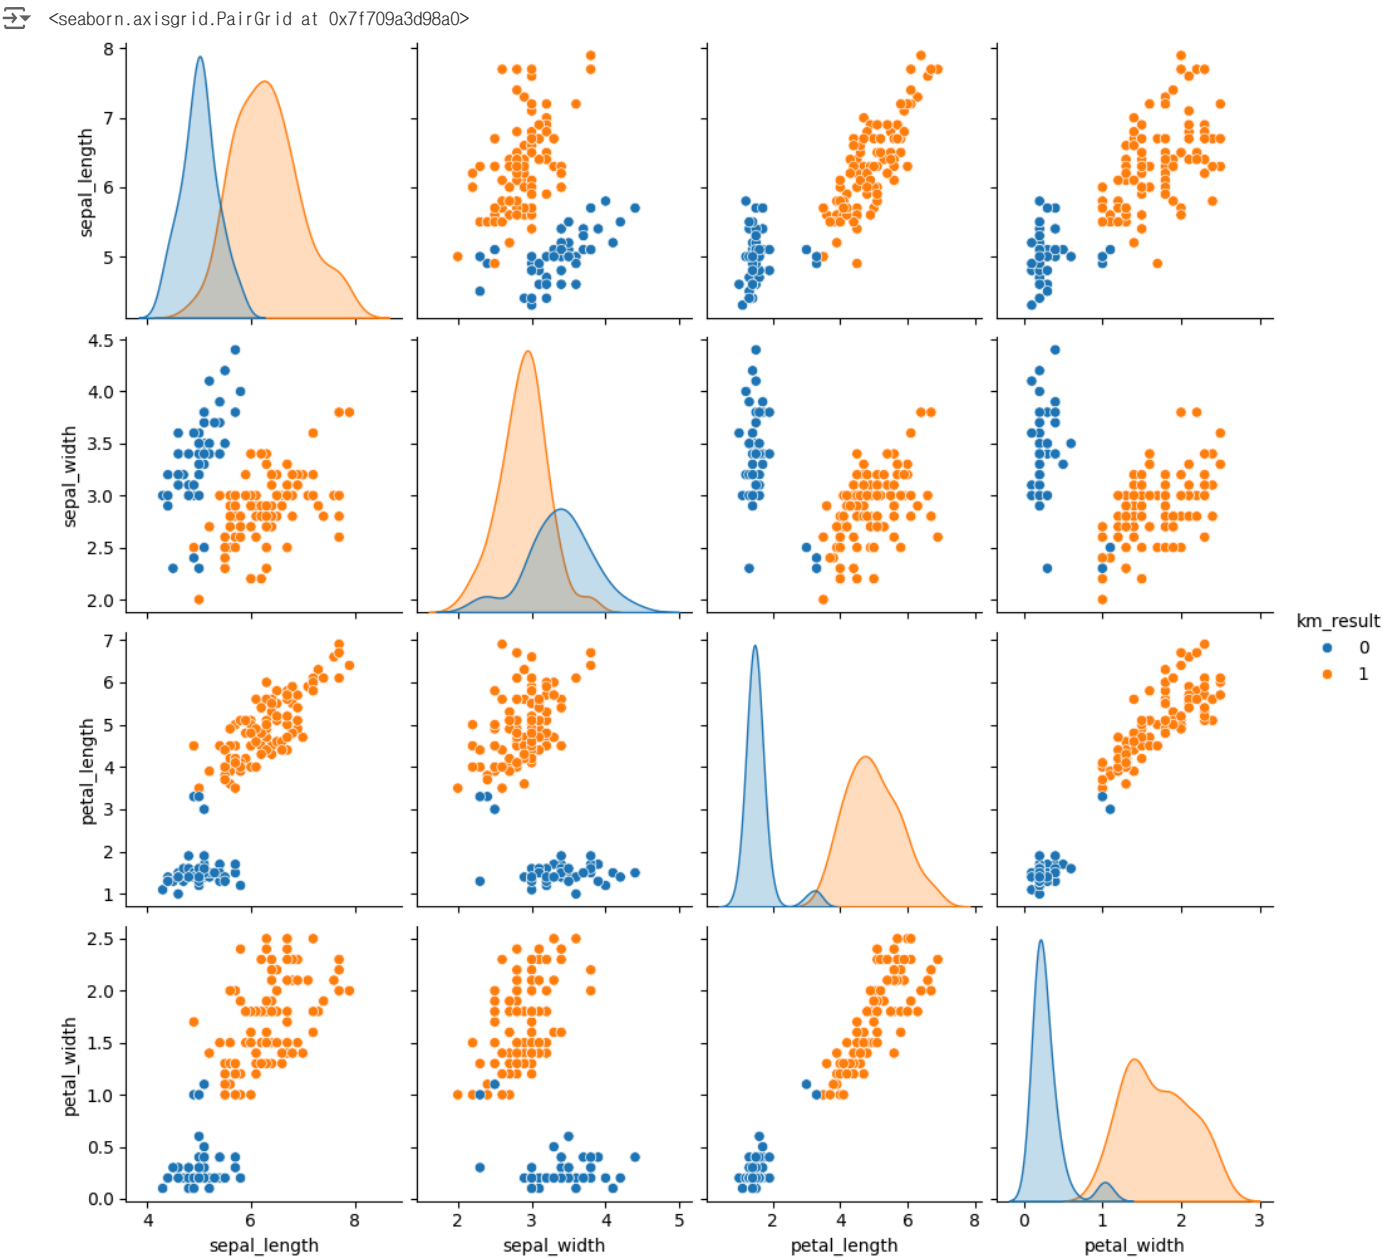 <seaborn.axisgrid.PairGrid at 0x7f709a3d98a0>
8
7
6
5
sepal_length
4.5
4.0
3.5
3.0
2.5
2.0
sepal_width
7
6
5
4
3
2
1
petal_length
2.5
2.0
1.5
1.0
0.5
0.0
petal_width
4 6 8
sepal_length
2 3 4 5
sepal_width
2 4 6 8
petal_length
0 1 2 3
petal_width
km_result
0
1